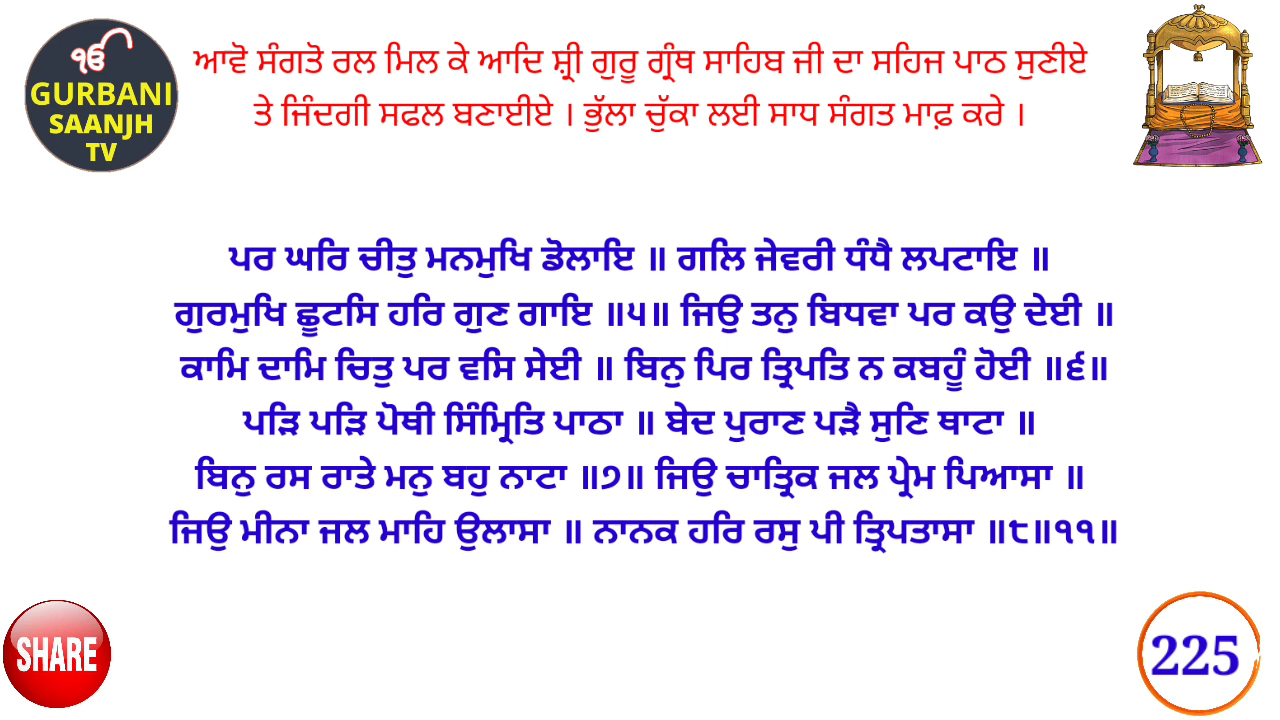 ੴ
GURBANI
SAANJH
TV
ਆਵੋ ਸੰਗਤੋ ਰਲ ਮਿਲ ਕੇ ਆਦਿ ਸ਼੍ਰੀ ਗੁਰੂ ਗ੍ਰੰਥ ਸਾਹਿਬ ਜੀ ਦਾ ਸਹਿਜ ਪਾਠ ਸੁਣੀਏ
ਤੇ ਜਿੰਦਗੀ ਸਫਲ ਬਣਾਈਏ । ਭੁੱਲਾ ਚੁੱਕਾ ਲਈ ਸਾਧ ਸੰਗਤ ਮਾਫ਼ ਕਰੇ ।
ਪਰ ਘਰਿ ਚੀਤੁ ਮਨਮੁਖਿ ਡੋਲਾਇ ॥ ਗਲਿ ਜੇਵਰੀ ਧੰਧੈ ਲਪਟਾਇ ॥
ਗੁਰਮੁਖਿ ਛੂਟਸਿ ਹਰਿ ਗੁਣ ਗਾਇ ॥੫॥ ਜਿਉ ਤਨੁ ਬਿਧਵਾ ਪਰ ਕਉ ਦੇਈ ॥
ਕਾਮਿ ਦਾਮਿ ਚਿਤੁ ਪਰ ਵਸਿ ਸੇਈ ॥ ਬਿਨੁ ਪਿਰ ਤ੍ਰਿਪਤਿ ਨ ਕਬਹੂੰ ਹੋਈ ॥੬॥
ਪੜਿ ਪੜਿ ਪੋਥੀ ਸਿੰਮ੍ਰਿਤਿ ਪਾਠਾ ॥ ਬੇਦ ਪੁਰਾਣ ਪੜੈ ਸੁਣਿ ਥਾਟਾ ॥
ਬਿਨੁ ਰਸ ਰਾਤੇ ਮਨੁ ਬਹੁ ਨਾਟਾ ॥੭॥ ਜਿਉ ਚਾਤ੍ਰਿਕ ਜਲ ਪ੍ਰੇਮ ਪਿਆਸਾ ॥
ਜਿਉ ਮੀਨਾ ਜਲ ਮਾਹਿ ਉਲਾਸਾ ॥ ਨਾਨਕ ਹਰਿ ਰਸੁ ਪੀ ਤ੍ਰਿਪਤਾਸਾ ॥੮॥੧੧॥
SHARE
225